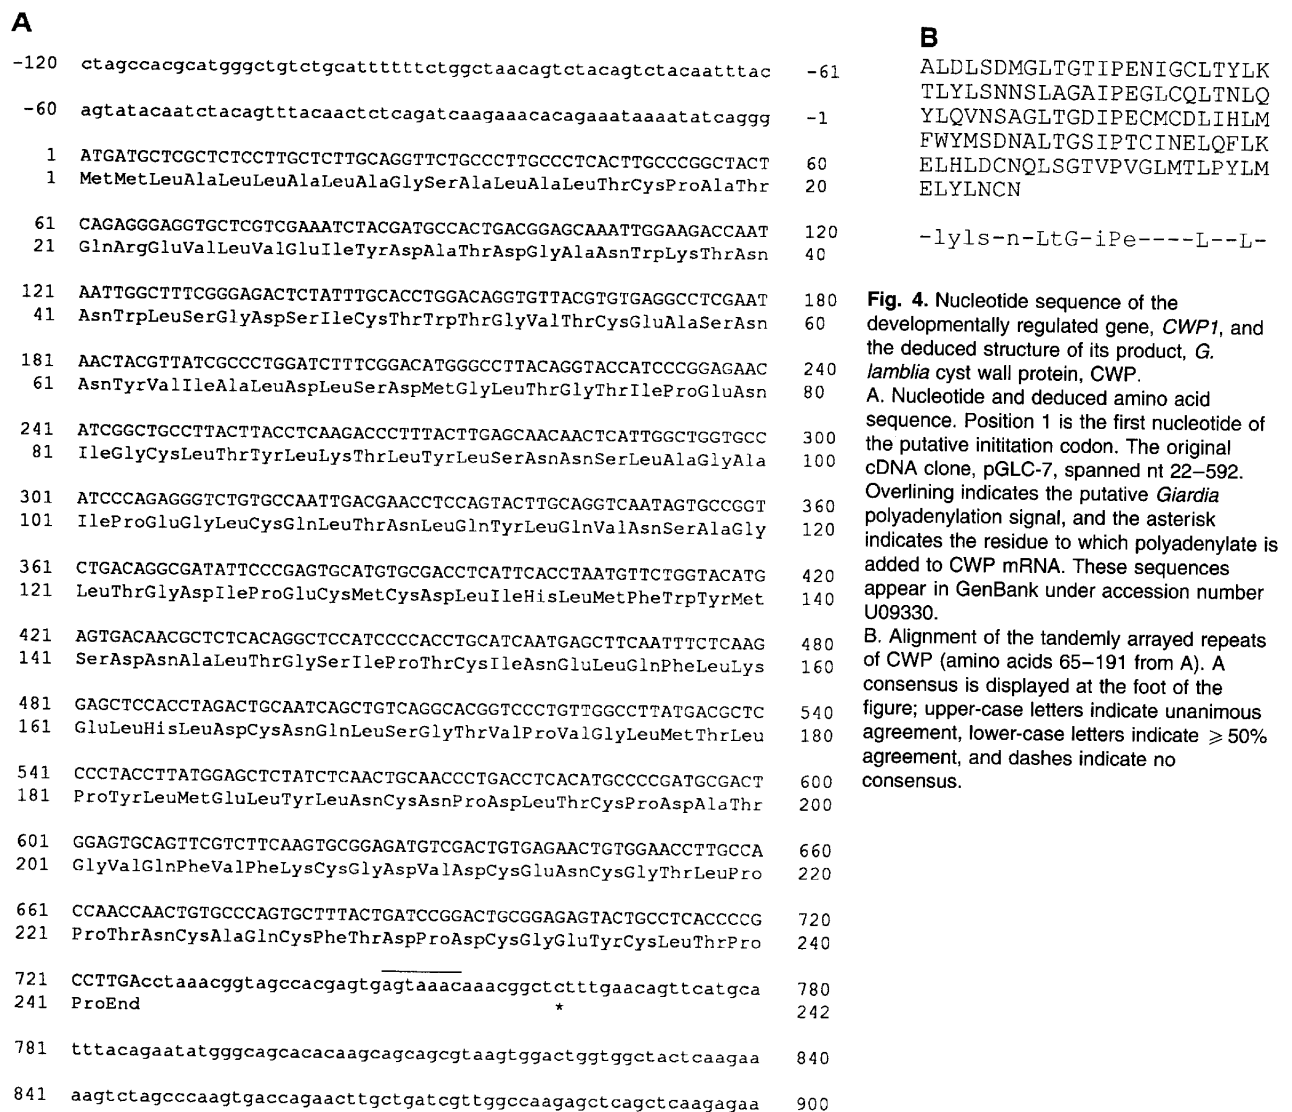 A
-120 ctagccacgcatgggctgtctgcattttttctggctaacagtctacagtctacaatttac -61
-60 agtatacaatctacagtttacaactctcagatcaagaaacacagaaataaaatatcaggg -1
1 ATGATGCTCGCTCTCCTTGCTCTTGCAGGTTCTGCCCTTGCCCTCACTTGCCCGGCTACT 60
1 MetMetLeuAlaLeuLeuAlaLeuAlaGlySerAlaLeuAlaLeuThrCysProAlaThr 20
61 CAGAGGGAGGTGCTCGTCGAAATCTACGATGCCACTGACGGAGCAAATTGGAAGACCAAT 120
21 GlnArgGluValLeuValGluIleTyrAspAlaThrAspGlyAlaAsnTrpLysThrAsn 40
121 AATTGGCTTTCGGGAGACTCTATTTGCACCTGGACAGGTGTTACGTGTGAGGCCTCGAAT 180
41 AsnTrpLeuSerGlyAspSerIleCysThrTrpThrGlyValThrCysGluAlaSerAsn 60
181 AACTACGTTATCGCCCTGGATCTTTCGGACATGGGCCTTACAGGTACCATCCCGGAGAAC 240
61 AsnTyrValIleAlaLeuAspLeuSerAspMetGlyLeuThrGlyThrIleProGluAsn 80
241 ATCGGCTGCCTTACTTACCTCAAGACCCTTTACTTGAGCAACAACTCATTGGCTGGTGCC 300
81 IleGlyCysLeuThrTyrLeuLysThrLeuTyrLeuSerAsnAsnSerLeuAlaGlyAla 100
301 ATCCCAGAGGGTCTGTGCCAATTGACGAACCTCCAGTACTTGCAGGTCAATAGTGCCGGT 360
101 IleProGluGlyLeuCysGlnLeuThrAsnLeuGlnTyrLeuGlnValAsnSerAlaGly 120
361 CTGACAGGCGATATTCCCGAGTGCATGTGCGACCTCATTCACCTAATGTTCTGGTACATG 420
121 LeuThrGlyAspIleProGluCysMetCysAspLeuIleHisLeuMetPheTrpTyrMet 140
421 AGTGACAACGCTCTCACAGGCTCCATCCCCACCTGCATCAATGAGCTTCAATTTCTCAAG 480
141 SerAspAsnAlaLeuThrGlySerIleProThrCysIleAsnGluLeuGlnPheLeuLys 160
481 GAGCTCCACCTAGACTGCAATCAGCTGTCAGGCACGGTCCCTGTTGGCCTTATGACGCTC 540
161 GluLeuHisLeuAspCysAsnGlnLeuSerGlyThrValProValGlyLeuMetThrLeu 180
541 CCCTACCTTATGGAGCTCTATCTCAACTGCAACCCTGACCTCACATGCCCCGATGCGACT 600
181 ProTyrLeuMetGluLeuTyrLeuAsnCysAsnProAspLeuThrCysProAspAlaThr 200
601 GGAGTGCAGTTCGTCTTCAAGTGCGGAGATGTCGACTGTGAGAACTGTGGAACCTTGCCA 660
201 GlyValGlnPheValPheLysCysGlyAspValAspCysGluAsnCysGlyThrLeuPro 220
661 CCAACCAACTGTGCCCAGTGCTTTACTGATCCGGACTGCGGAGAGTACTGCCTCACCCCG 720
221 ProThrAsnCysAlaGlnCysPheThrAspProAspCysGlyGluTyrCysLeuThrPro 240
721 CCTTGAcctaaacggtagccacgagtgagtaaacaaacggctctttgaacagttcatgca 780
241 ProEnd * 242
781 tttacagaatatgggcagcacacaagcagcagcgtaagtggactggtggctactcaagaa 840
841 aagtctagcccaagtgaccagaacttgctgatcgttggccaagagctcagctcaagagaa 900
B
ALDLSDMGLTGTIPENIGCLTYLK
TLYLSNNSLAGAIPEGLCQLTNLQ
YLQVNSAGLTGDIPECMCDLIHLM
FWYMSDNALTGSIPTCINELQFLK
ELHLDCNQLSGTVPVGLMTLPYLM
ELYLNCN
-lyls-n-LtG-iPe----L--L-
Fig. 4. Nucleotide sequence of the
developmentally regulated gene, CWP1, and
the deduced structure of its product, G.
lamblia cyst wall protein, CWP.
A. Nucleotide and deduced amino acid
sequence. Position 1 is the first nucleotide of
the putative inititation codon. The original
cDNA clone, pGLC-7, spanned nt 22–592.
Overlining indicates the putative Giardia
polyadenylation signal, and the asterisk
indicates the residue to which polyadenylate is
added to CWP mRNA. These sequences
appear in GenBank under accession number
U09330.
B. Alignment of the tandemly arrayed repeats
of CWP (amino acids 65–191 from A). A
consensus is displayed at the foot of the
figure; upper-case letters indicate unanimous
agreement, lower-case letters indicate ⩾ 50%
agreement, and dashes indicate no
consensus.